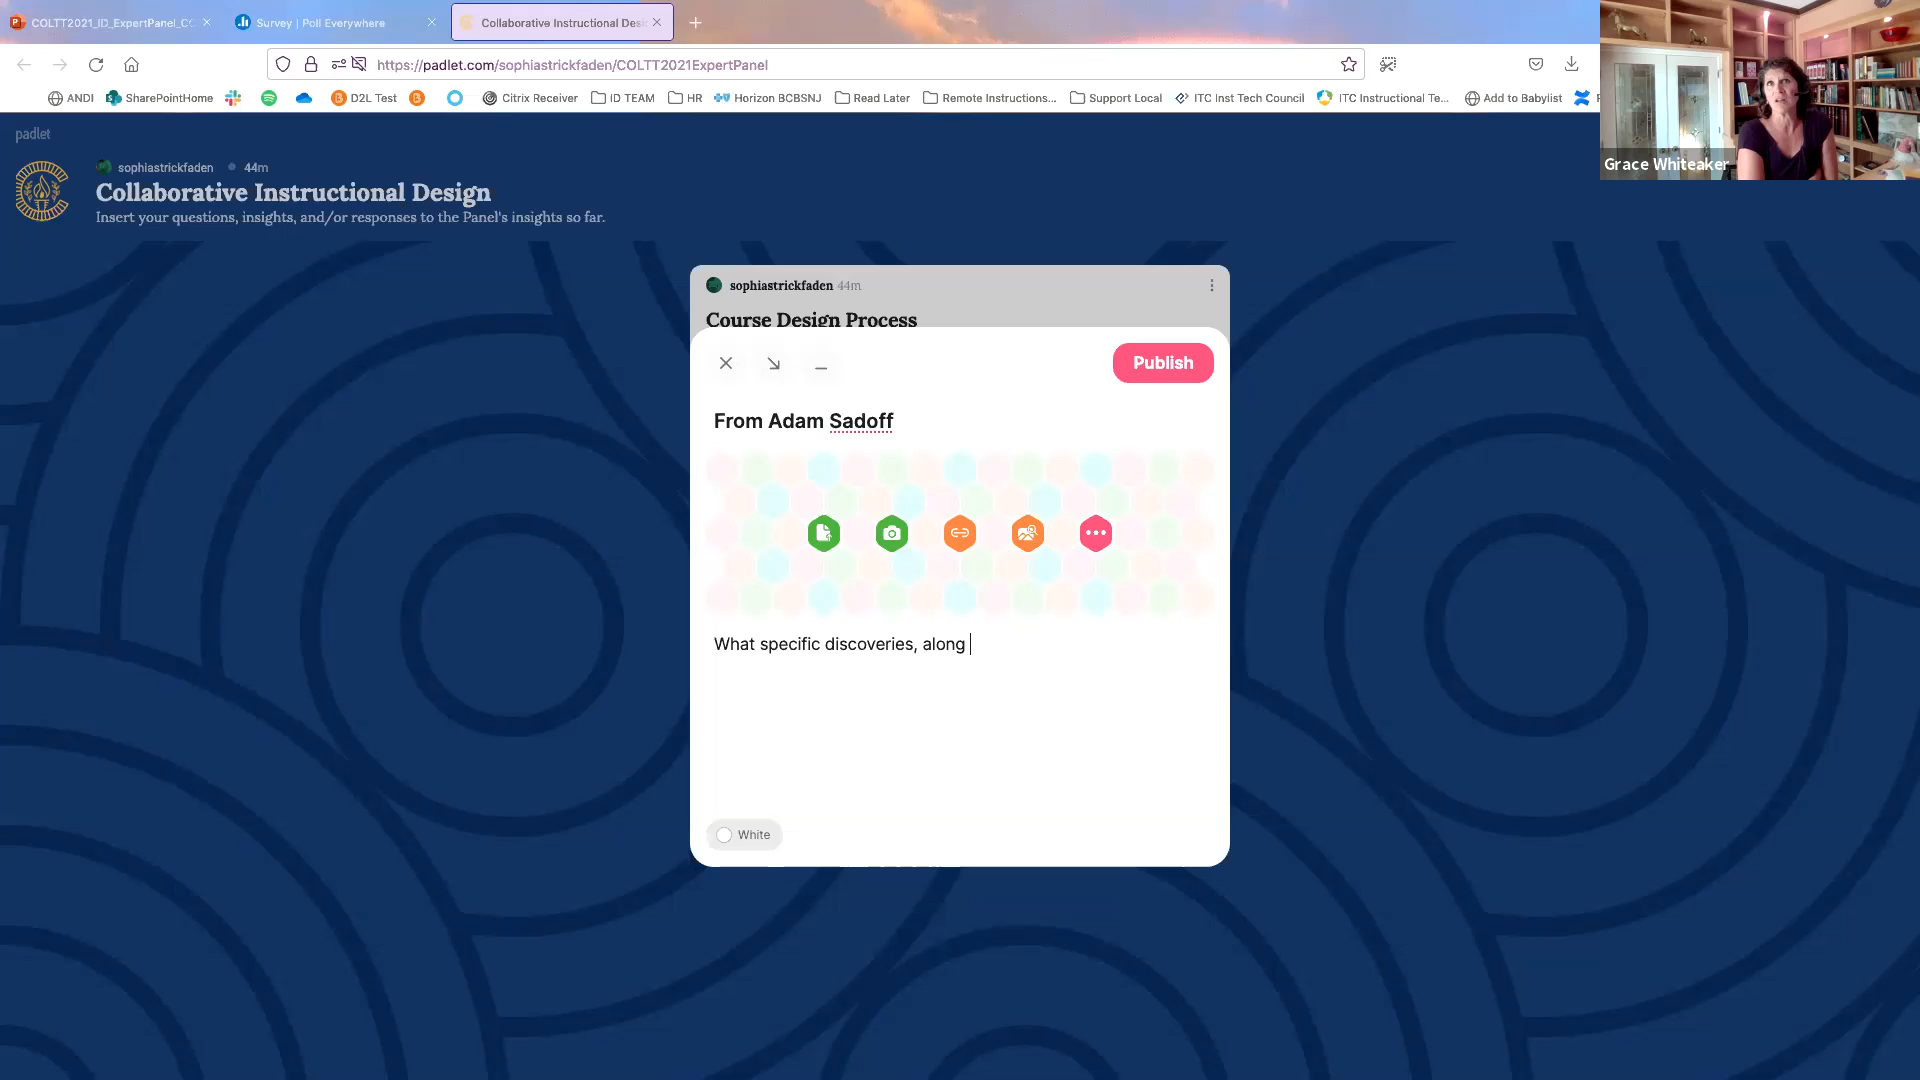 COLTT2021_ID_ExpertPanel_CO
Survey | Poll Everywhere
Collaborative Instructional Desi
https://padlet.com/sophiastrickfaden/COLTT2021ExpertPanel
ANDI
SharePointHome
D2L Test
Citrix Receiver
ID TEAM
HR
Horizon BCBSNJ
Read Later
Remote Instructions...
Support Local
ITC Inst Tech Council
ITC Instructional Te...
Add to Babylist
Grace Whiteaker
padlet
sophiastrickfaden 44m
Collaborative Instructional Design
Insert your questions, insights, and/or responses to the Panel's insights so far.
sophiastrickfaden 44m
Course Design Process
Publish
From Adam Sadoff
What specific discoveries, along
White